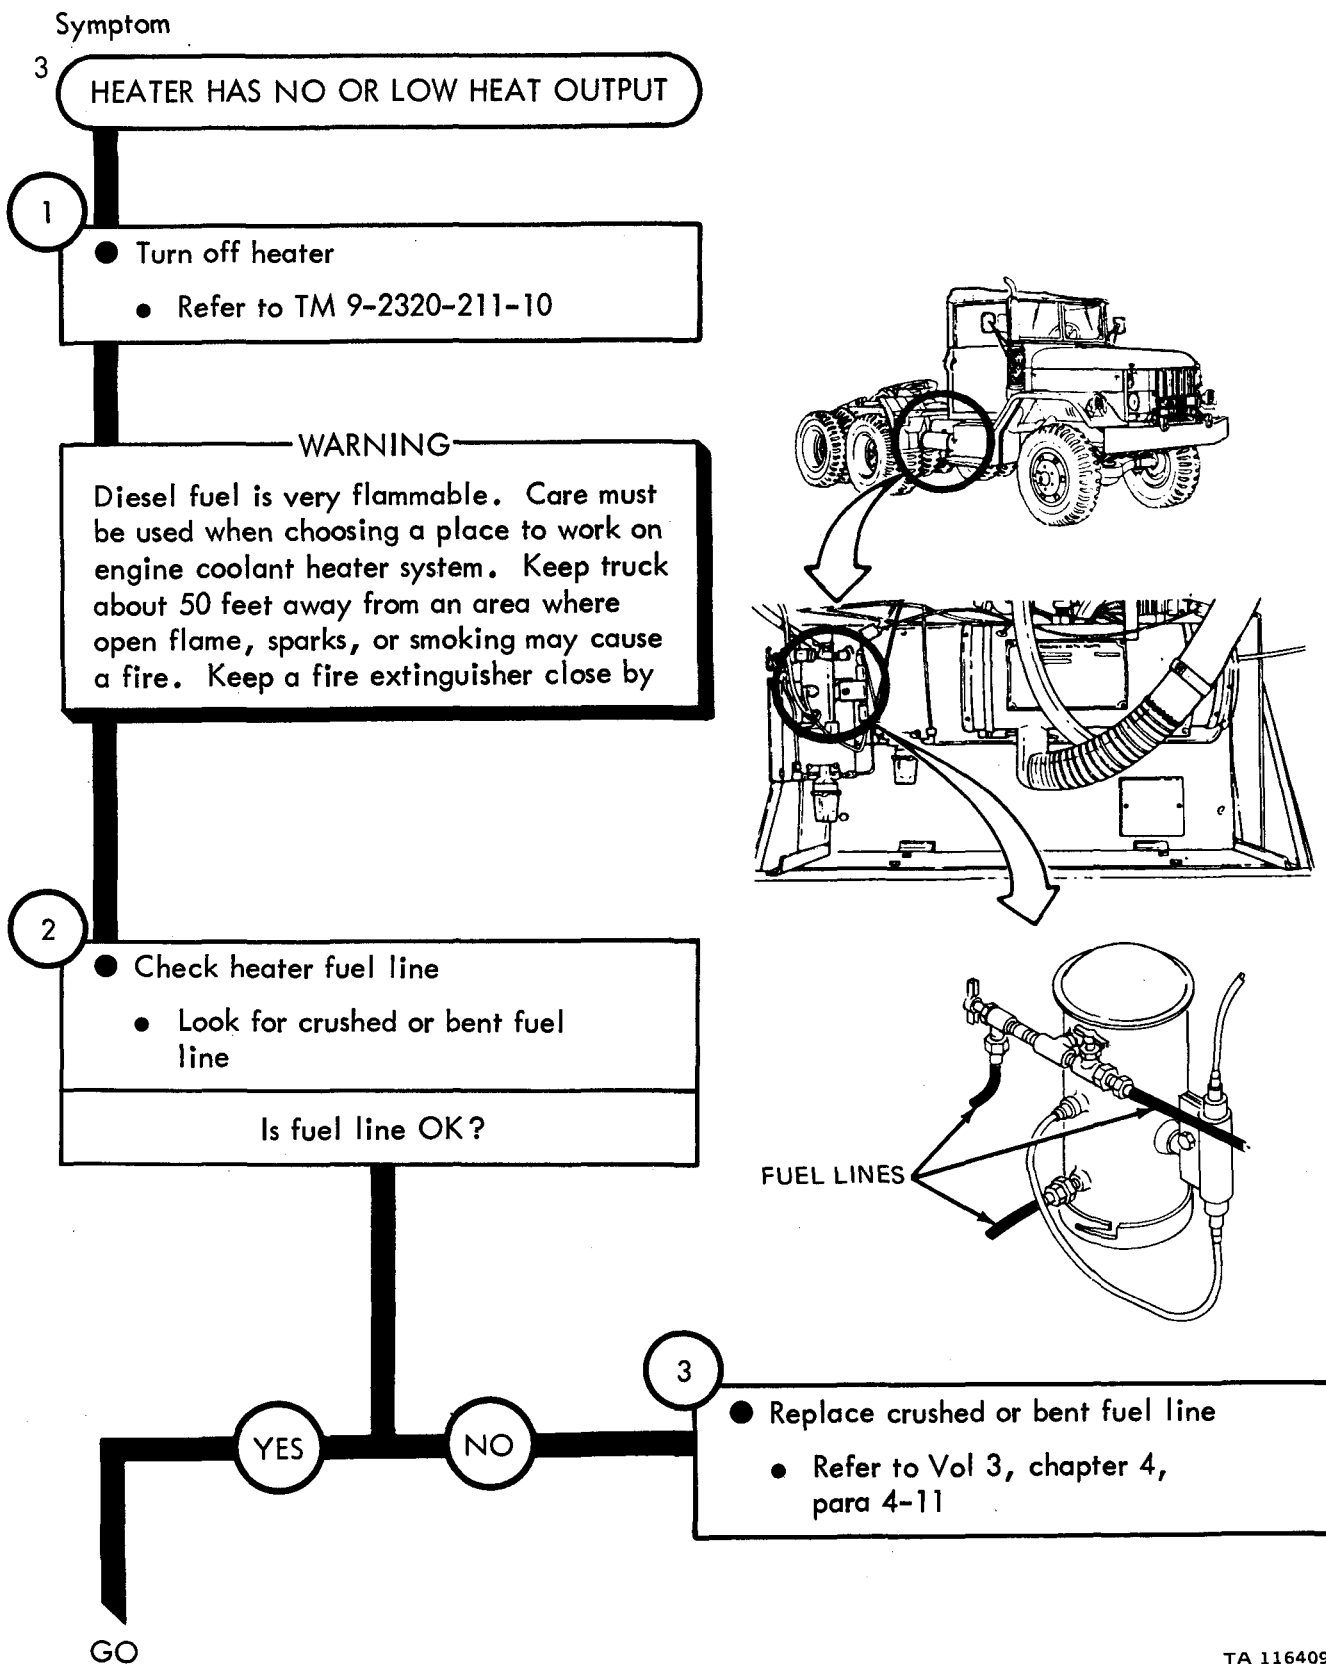 Symptom
3
HEATER HAS NO OR LOW HEAT OUTPUT
1
● Turn off heater
● Refer to TM 9-2320-211-10
WARNING
Diesel fuel is very flammable. Care must
be used when choosing a place to work on
engine coolant heater system. Keep truck
about 50 feet away from an area where
open flame, sparks, or smoking may cause
a fire. Keep a fire extinguisher close by
2
● Check heater fuel line
● Look for crushed or bent fuel
line
Is fuel line OK?
FUEL LINES
YES
NO
3
● Replace crushed or bent fuel line
● Refer to Vol 3, chapter 4,
para 4-11
GO
TA 116409